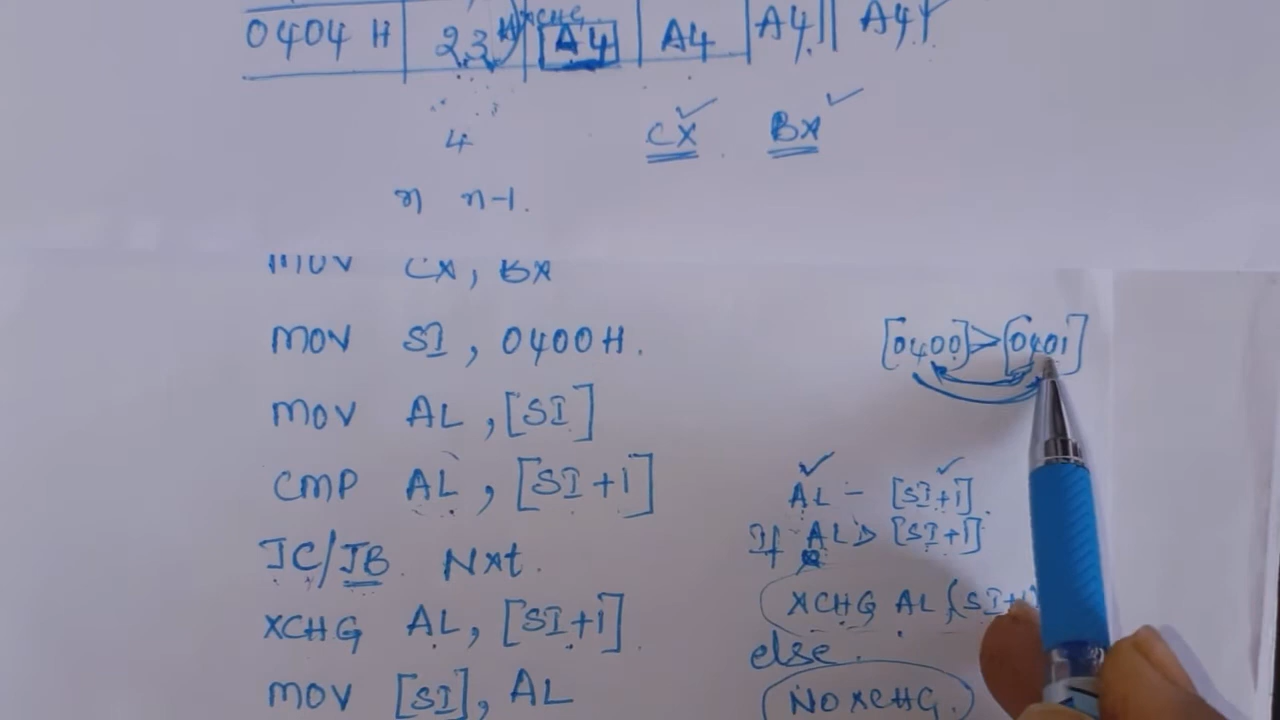 XCHG
0404 H 23 H A4 A4 A4 A4
4 CX BX
n n-1.
MOV CX, BX
MOV SI, 0400H.
[0400] > [0401]
MOV AL, [SI]
CMP AL, [SI+1]
AL - [SI+1].
If AL > [SI+1]
JC/JB Nxt.
XCHG AL, [SI+1]
XCHG AL, [SI+1
else.
MOV [SI], AL
NO XCHG.